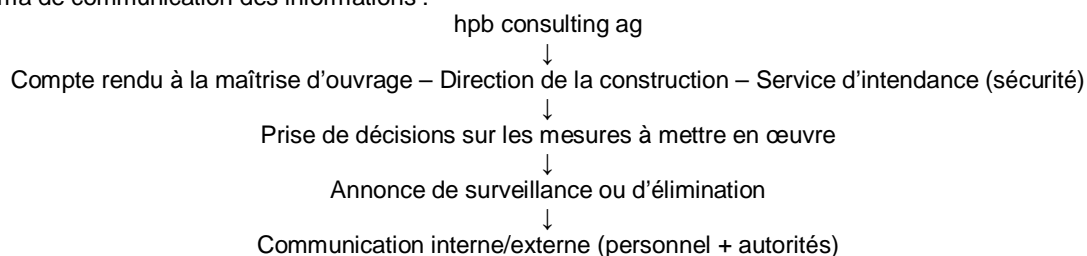 ma de communication des informations :
hpb consulting ag
↓
Compte rendu à la maîtrise d'ouvrage – Direction de la construction – Service d'intendance (sécurité)
↓
Prise de décisions sur les mesures à mettre en œuvre
↓
Annonce de surveillance ou d'élimination
↓
Communication interne/externe (personnel + autorités)